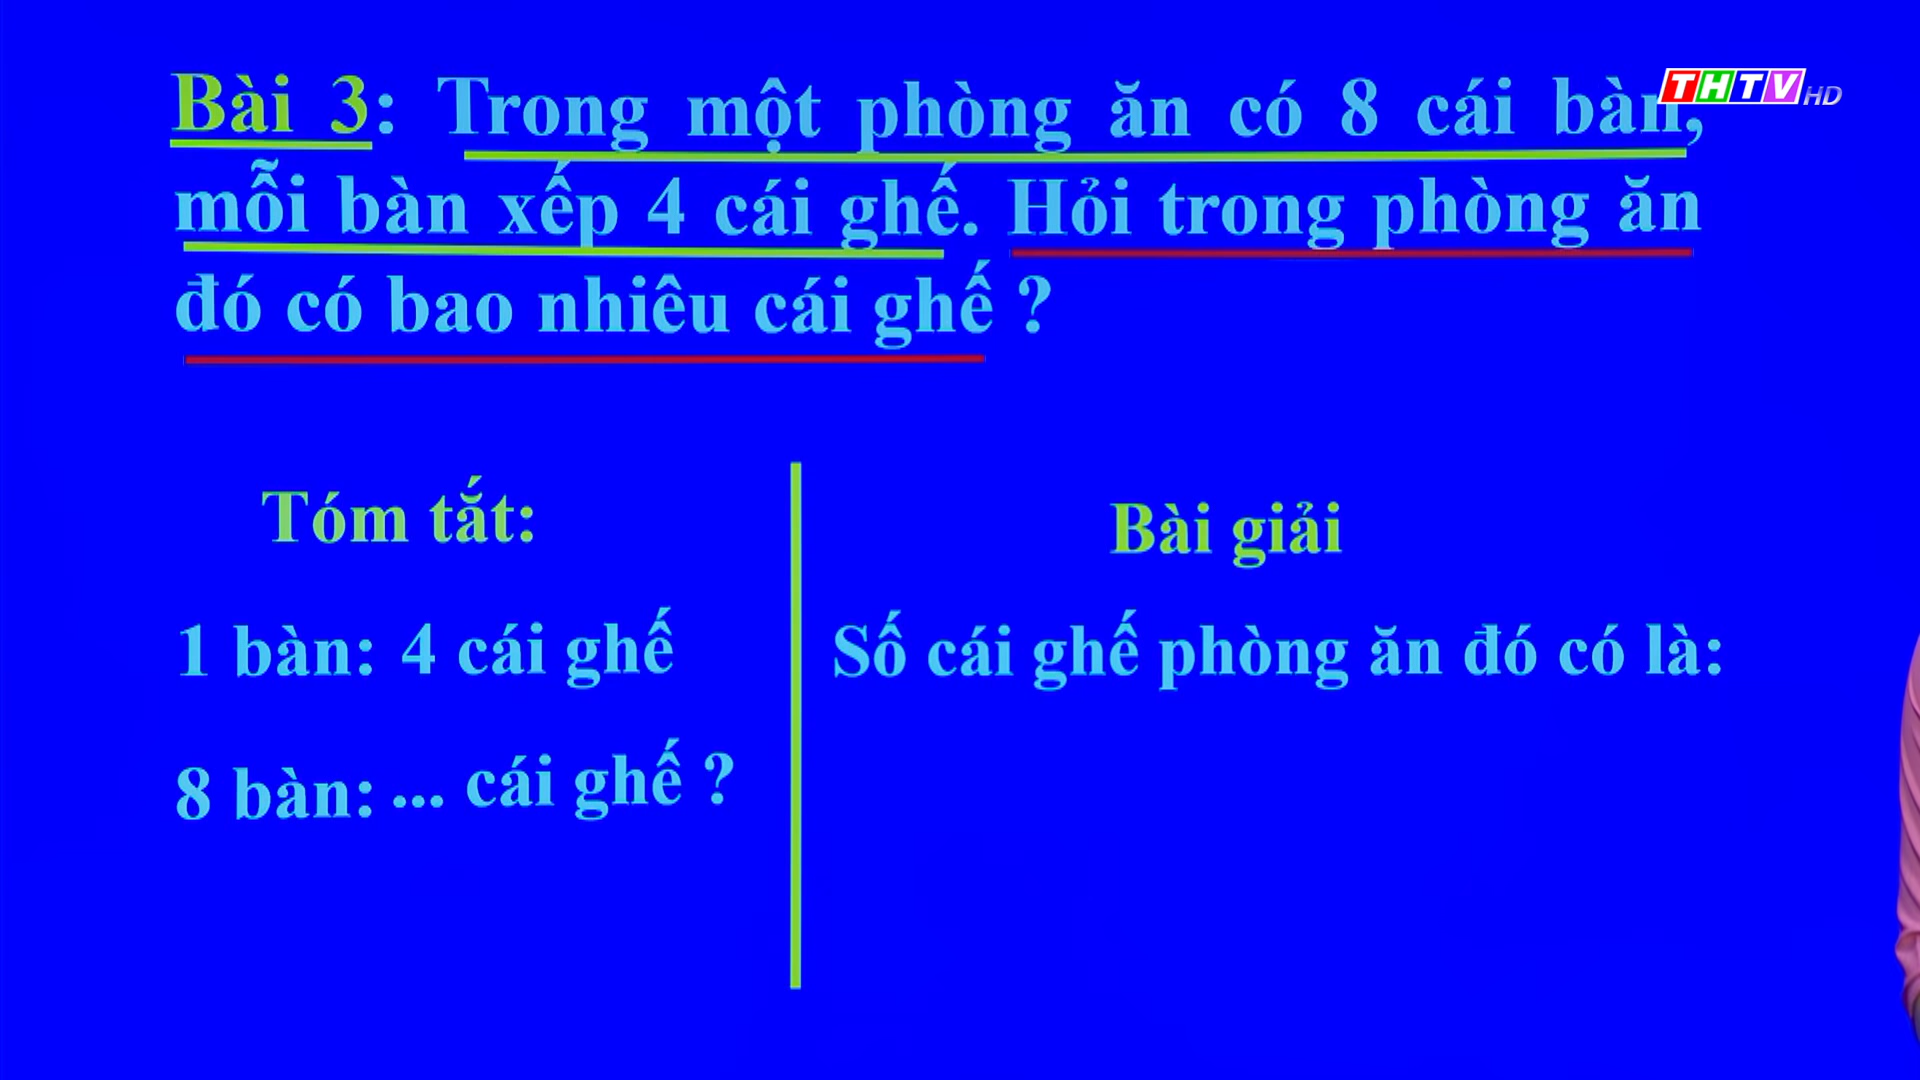 Bài 3: Trong một phòng ăn có 8 cái bàn,
THTV HD
mỗi bàn xếp 4 cái ghế. Hỏi trong phòng ăn
đó có bao nhiêu cái ghế ?
Tóm tắt:
1 bàn: 4 cái ghế
8 bàn: ... cái ghế ?
Bài giải
Số cái ghế phòng ăn đó có là: